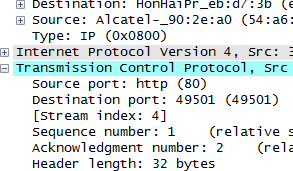 Destination: HonHaiPr_eb:d7:3b (e
Source: Alcatel-_90:2e:a0 (54:a6:
Type: IP (0x0800)
Internet Protocol Version 4, Src: 3
Transmission Control Protocol, Src
Source port: http (80)
Destination port: 49501 (49501)
[Stream index: 4]
Sequence number: 1 (relative s
Acknowledgment number: 2 (relat
Header length: 32 bytes